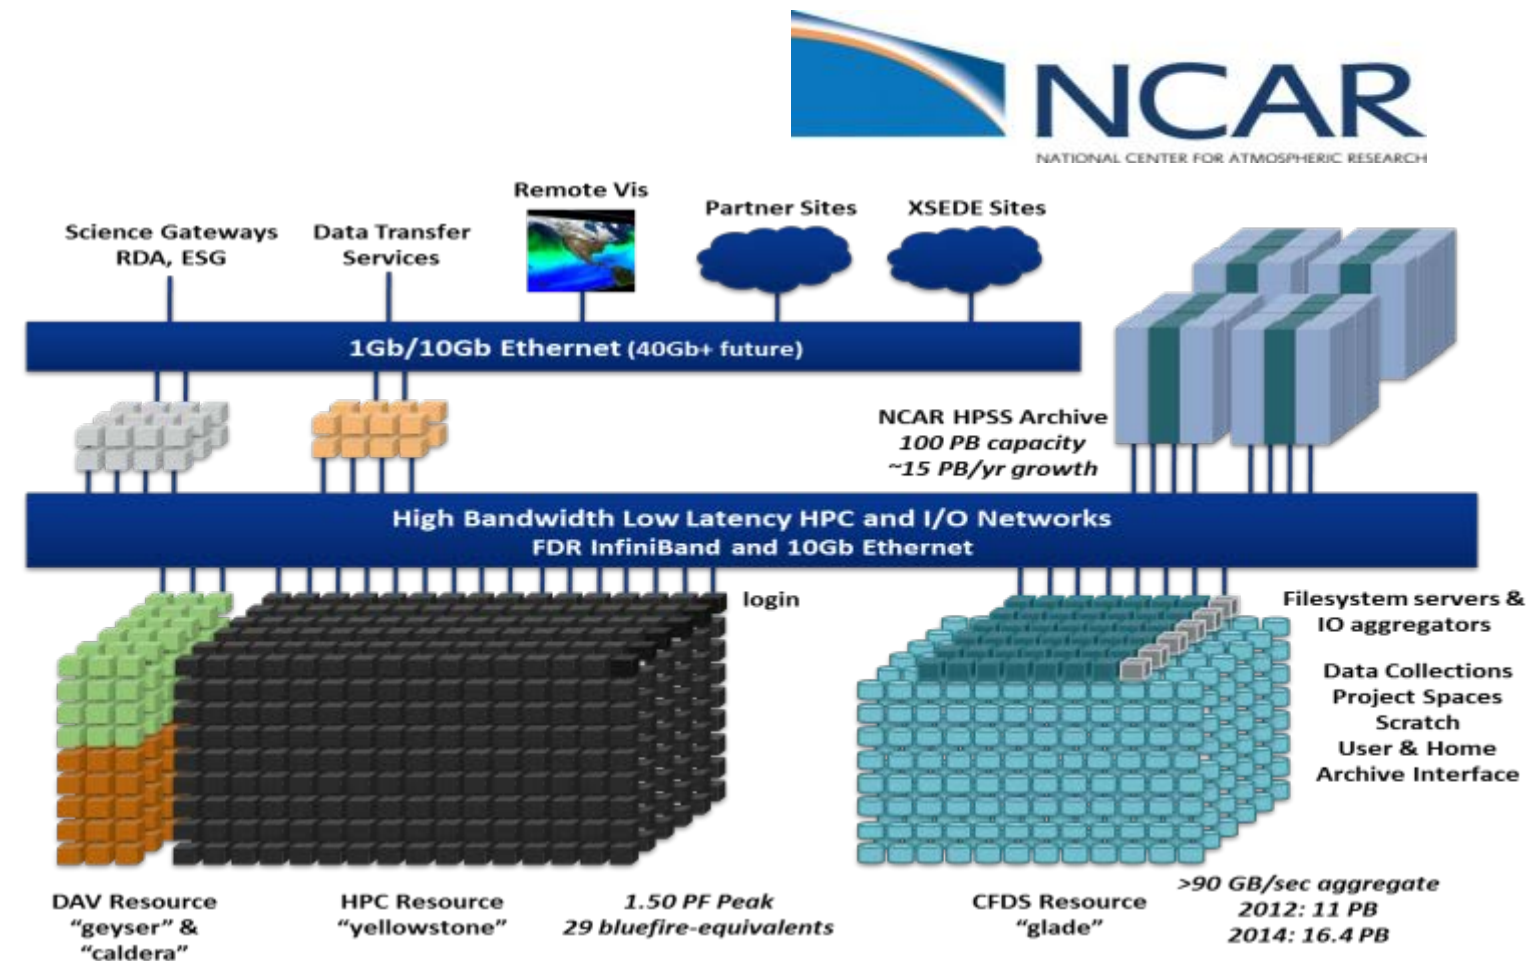 NCAR
NATIONAL CENTER FOR ATMOSPHERIC RESEARCH
Remote Vis
Partner Sites
XSEDE Sites
Science Gateways
RDA, ESG
Data Transfer
Services
1Gb/10Gb Ethernet (40Gb+ future)
NCAR HPSS Archive
100 PB capacity
~15 PB/yr growth
High Bandwidth Low Latency HPC and I/O Networks
FDR InfiniBand and 10Gb Ethernet
login
Filesystem servers &
IO aggregators
Data Collections
Project Spaces
Scratch
User & Home
Archive Interface
DAV Resource
“geyser” &
“caldera”
HPC Resource
“yellowstone”
1.50 PF Peak
29 bluefire-equivalents
CFDS Resource
“glade”
>90 GB/sec aggregate
2012: 11 PB
2014: 16.4 PB